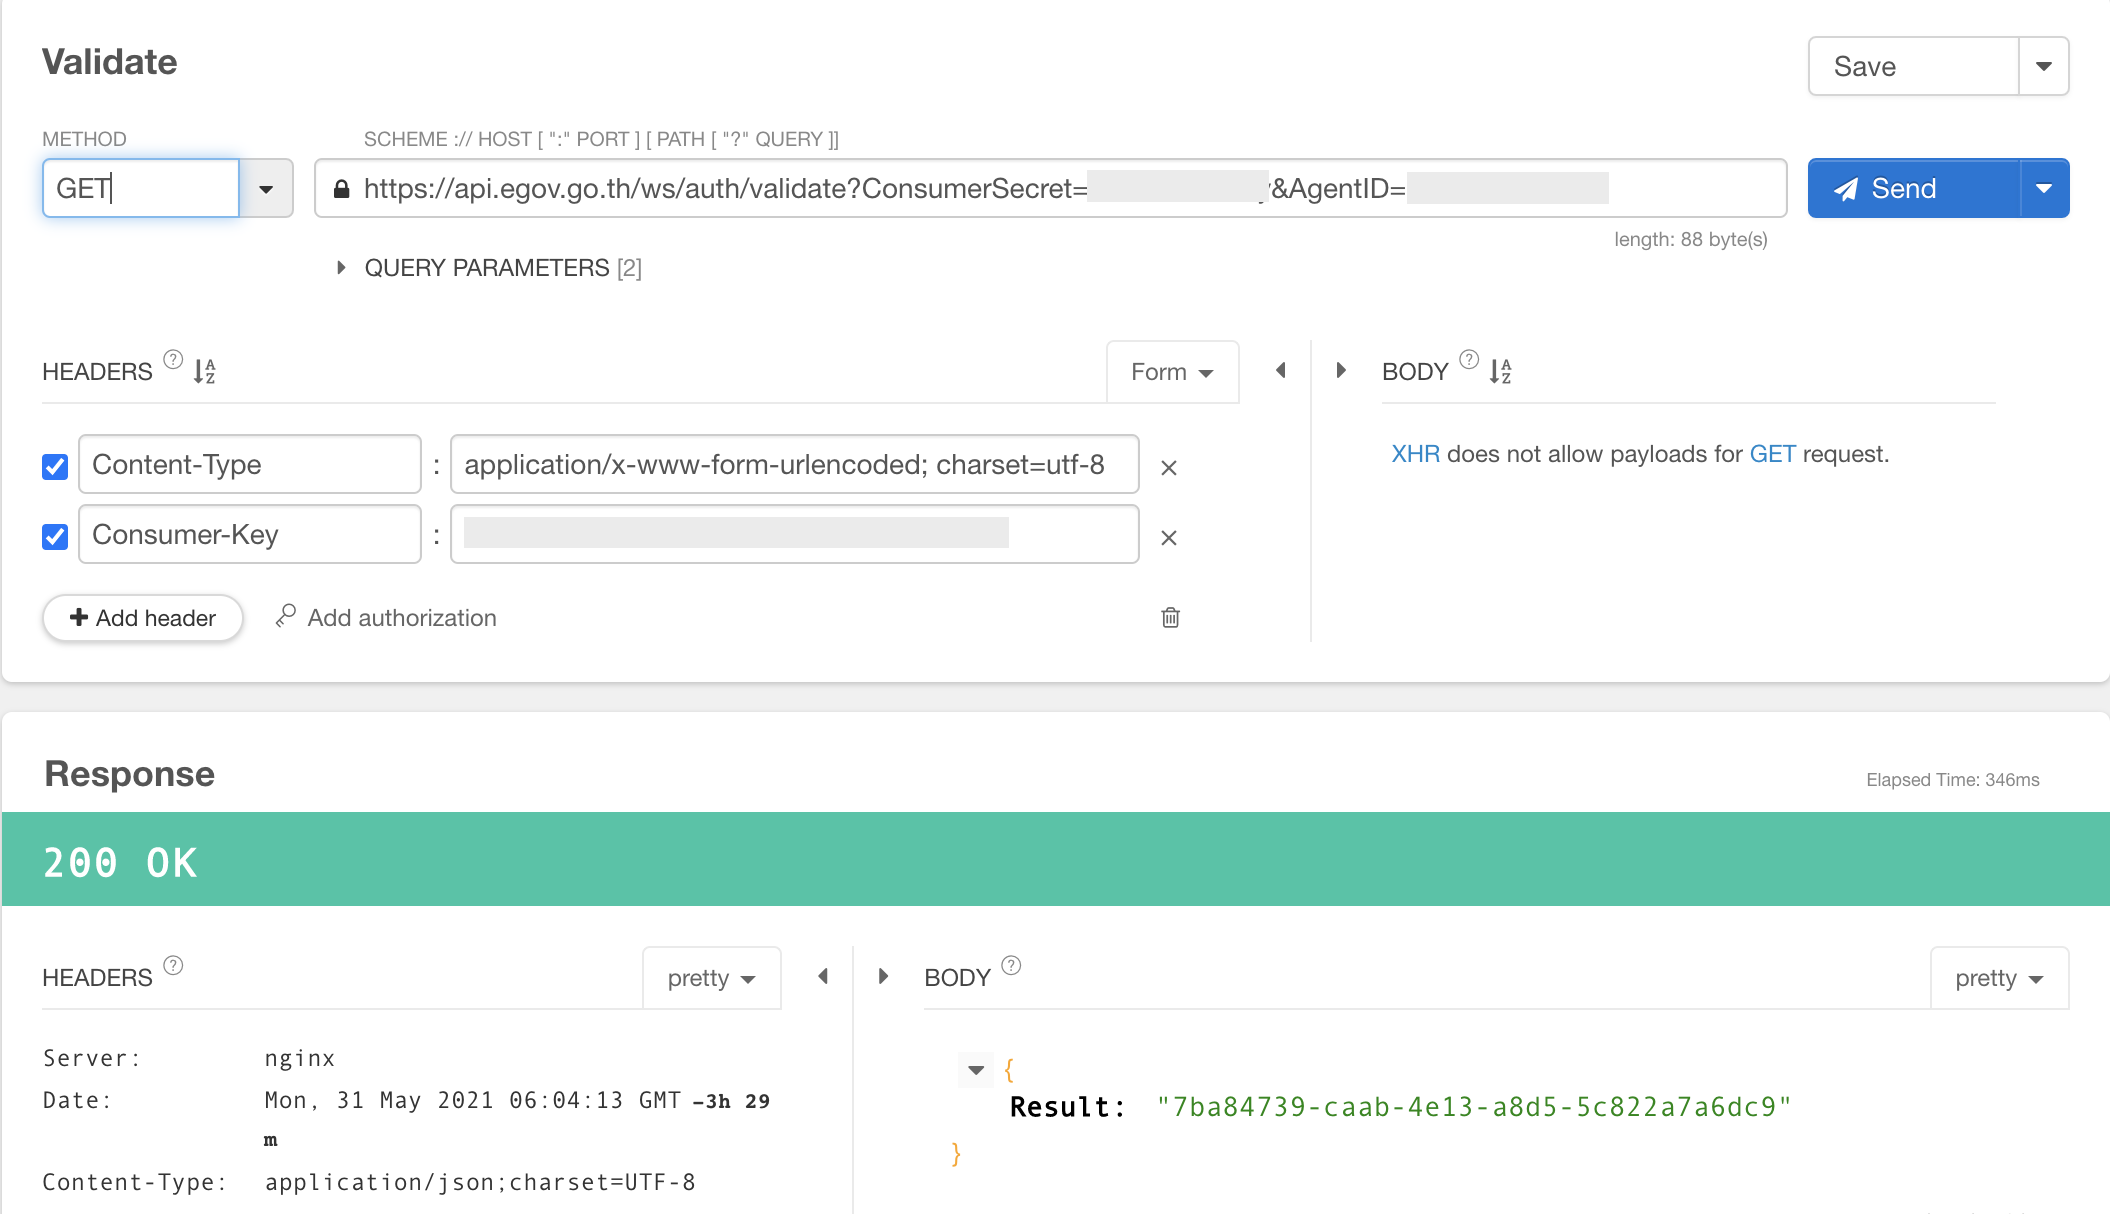 Validate
Save
METHOD
SCHEME :// HOST [ ":" PORT ] [ PATH [ "?" QUERY ]]
GET
https://api.egov.go.th/ws/auth/validate?ConsumerSecret= &AgentID=
Send
length: 88 byte(s)
QUERY PARAMETERS [2]
HEADERS ? AZ
Form
BODY ? AZ
Content-Type : application/x-www-form-urlencoded; charset=utf-8 ×
XHR does not allow payloads for GET request.
Consumer-Key : ×
+ Add header
Add authorization
Response
Elapsed Time: 346ms
200 OK
HEADERS ?
pretty
BODY ?
pretty
Server: nginx
Date: Mon, 31 May 2021 06:04:13 GMT -3h 29
m
Content-Type: application/json;charset=UTF-8
{
Result: "7ba84739-caab-4e13-a8d5-5c822a7a6dc9"
}